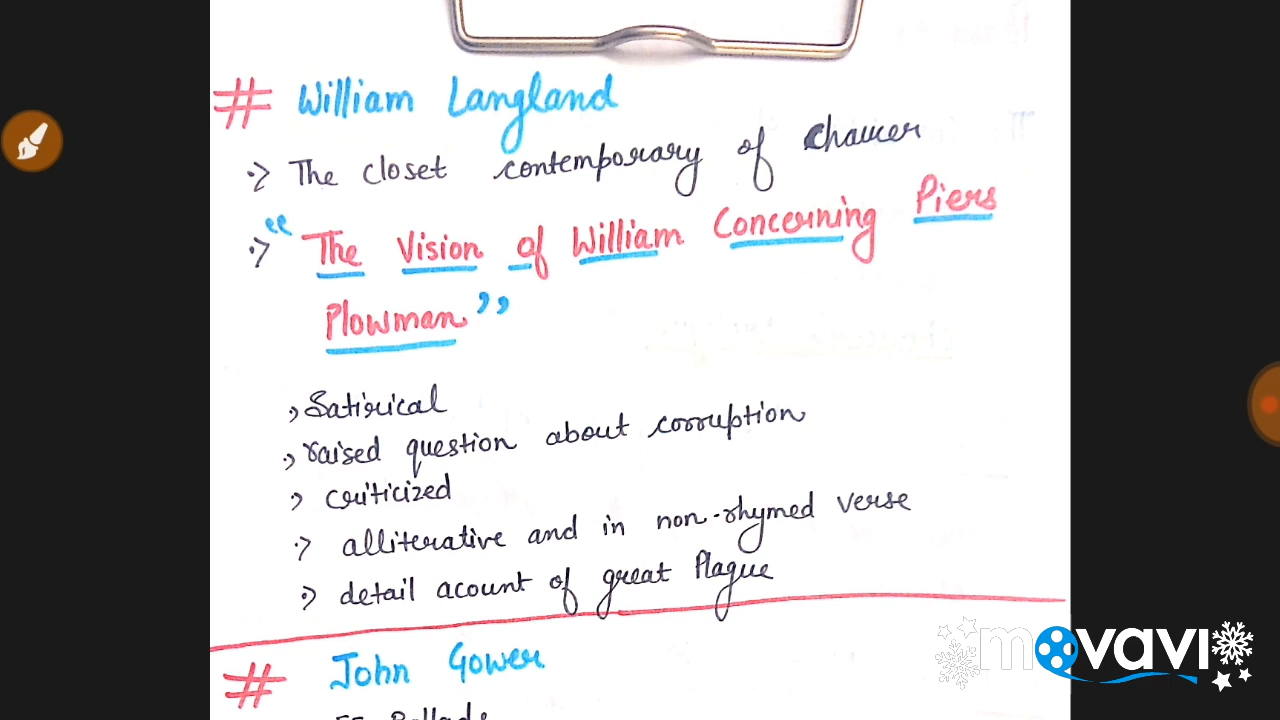 # William Langland
The closet contemporary of Chaucer
"The Vision of William Concerning Piers
Plowman"
Satirical
raised question about corruption
criticized
alliterative and in non-rhymed verse
detail acount of great Plague
# John Gower
movavi